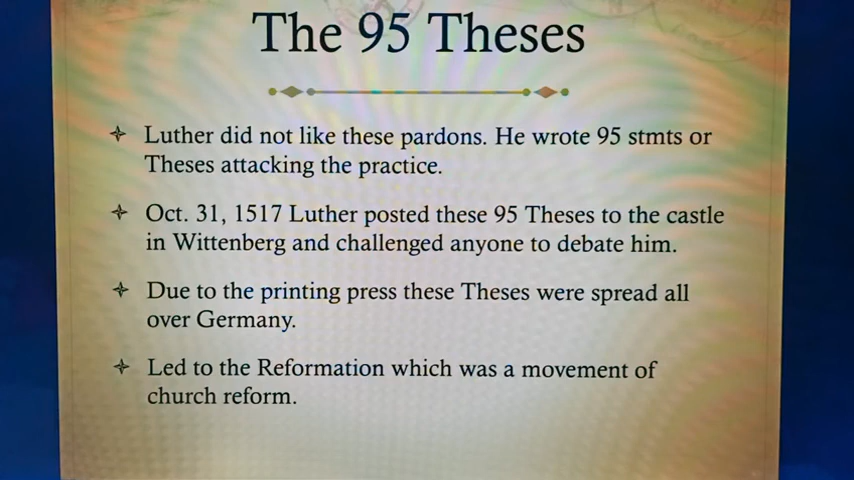 The 95 Theses
Luther did not like these pardons. He wrote 95 stmts or
Theses attacking the practice.
Oct. 31, 1517 Luther posted these 95 Theses to the castle
in Wittenberg and challenged anyone to debate him.
Due to the printing press these Theses were spread all
over Germany.
Led to the Reformation which was a movement of
church reform.